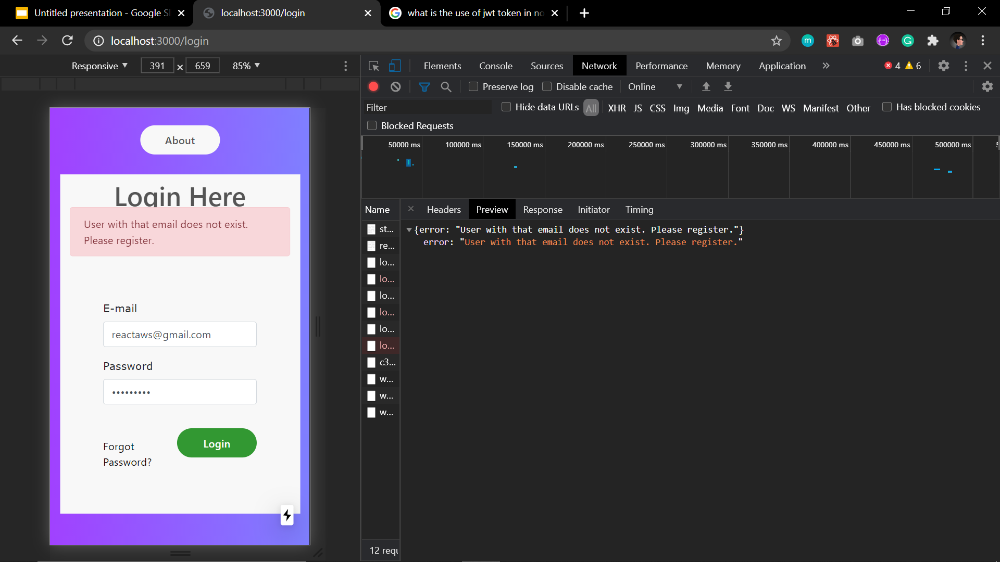 Untitled presentation - Google Sl
localhost:3000/login
what is the use of jwt token in no
localhost:3000/login
m
G
Responsive 391 × 659 85%
Elements Console Sources Network Performance Memory Application » 4 6
Preserve log Disable cache Online
Filter Hide data URLs All XHR JS CSS Img Media Font Doc WS Manifest Other Has blocked cookies
Blocked Requests
50000 ms 100000 ms 150000 ms 200000 ms 250000 ms 300000 ms 350000 ms 400000 ms 450000 ms 500000 ms
Name Headers Preview Response Initiator Timing
st...
re...
lo...
lo...
lo...
lo...
lo...
lo...
c3...
w...
w...
w...
12 requ
{error: "User with that email does not exist. Please register."}
error: "User with that email does not exist. Please register."
About
Login Here
User with that email does not exist.
Please register.
E-mail
reactaws@gmail.com
Password
•••••••••
Forgot
Password?
Login